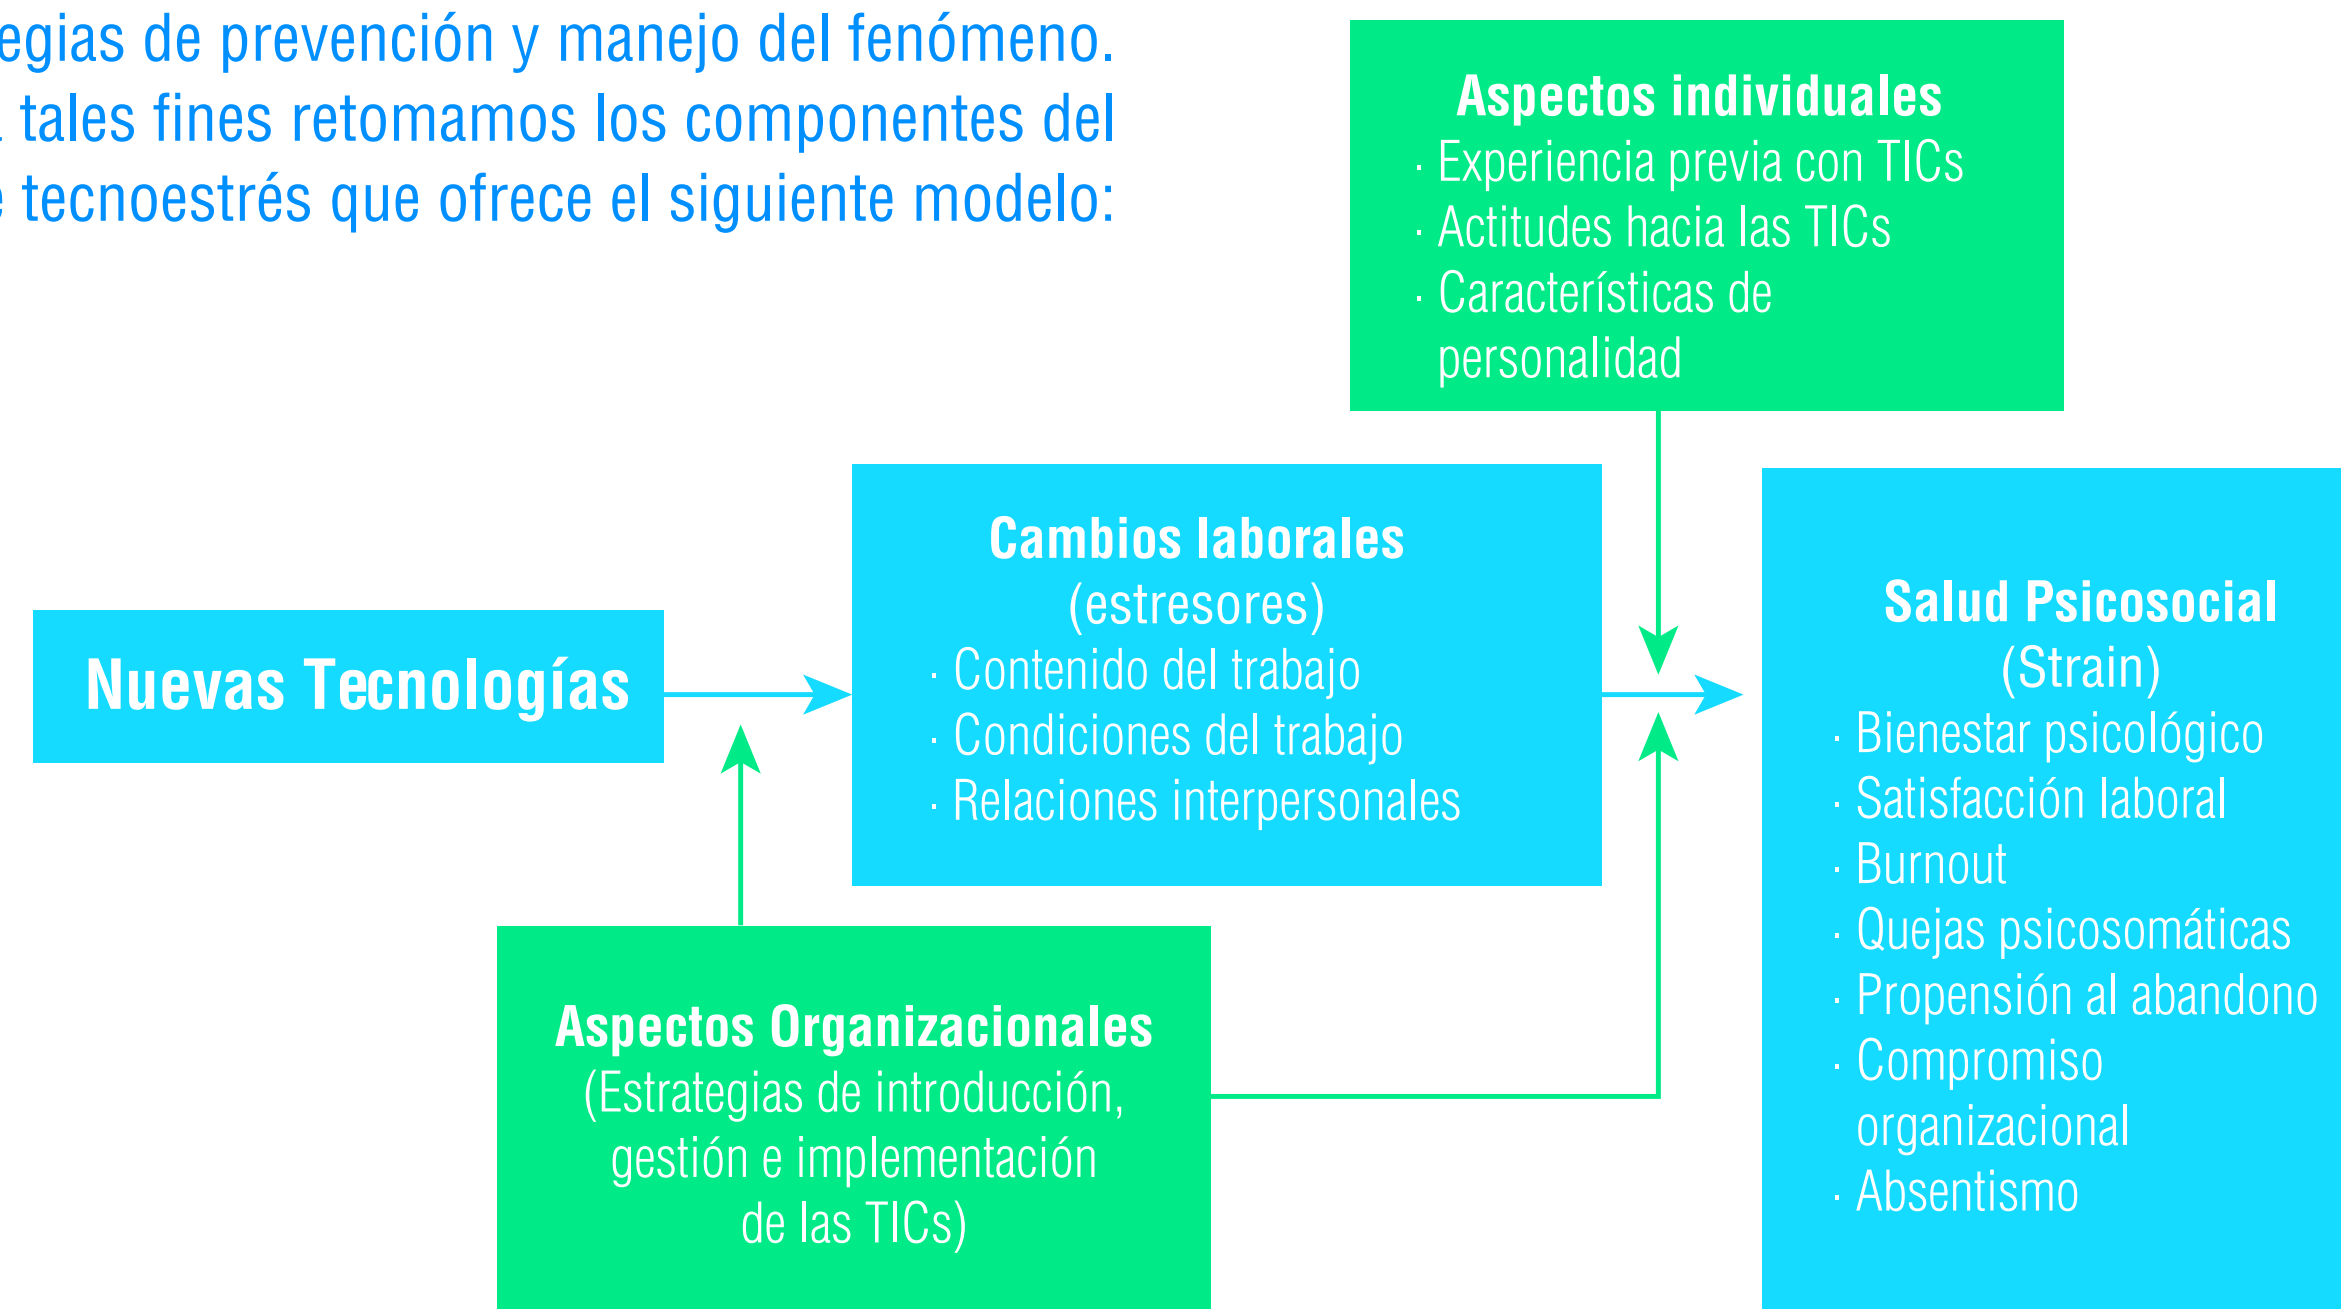 egias de prevención y manejo del fenómeno.
tales fines retomamos los componentes del
tecnoestrés que ofrece el siguiente modelo:
Aspectos individuales
· Experiencia previa con TICs
· Actitudes hacia las TICs
· Características de
personalidad
Nuevas Tecnologías
Cambios laborales
(estresores)
· Contenido del trabajo
· Condiciones del trabajo
· Relaciones interpersonales
Aspectos Organizacionales
(Estrategias de introducción,
gestión e implementación
de las TICs)
Salud Psicosocial
(Strain)
· Bienestar psicológico
· Satisfacción laboral
· Burnout
· Quejas psicosomáticas
· Propensión al abandono
· Compromiso
organizacional
· Absentismo